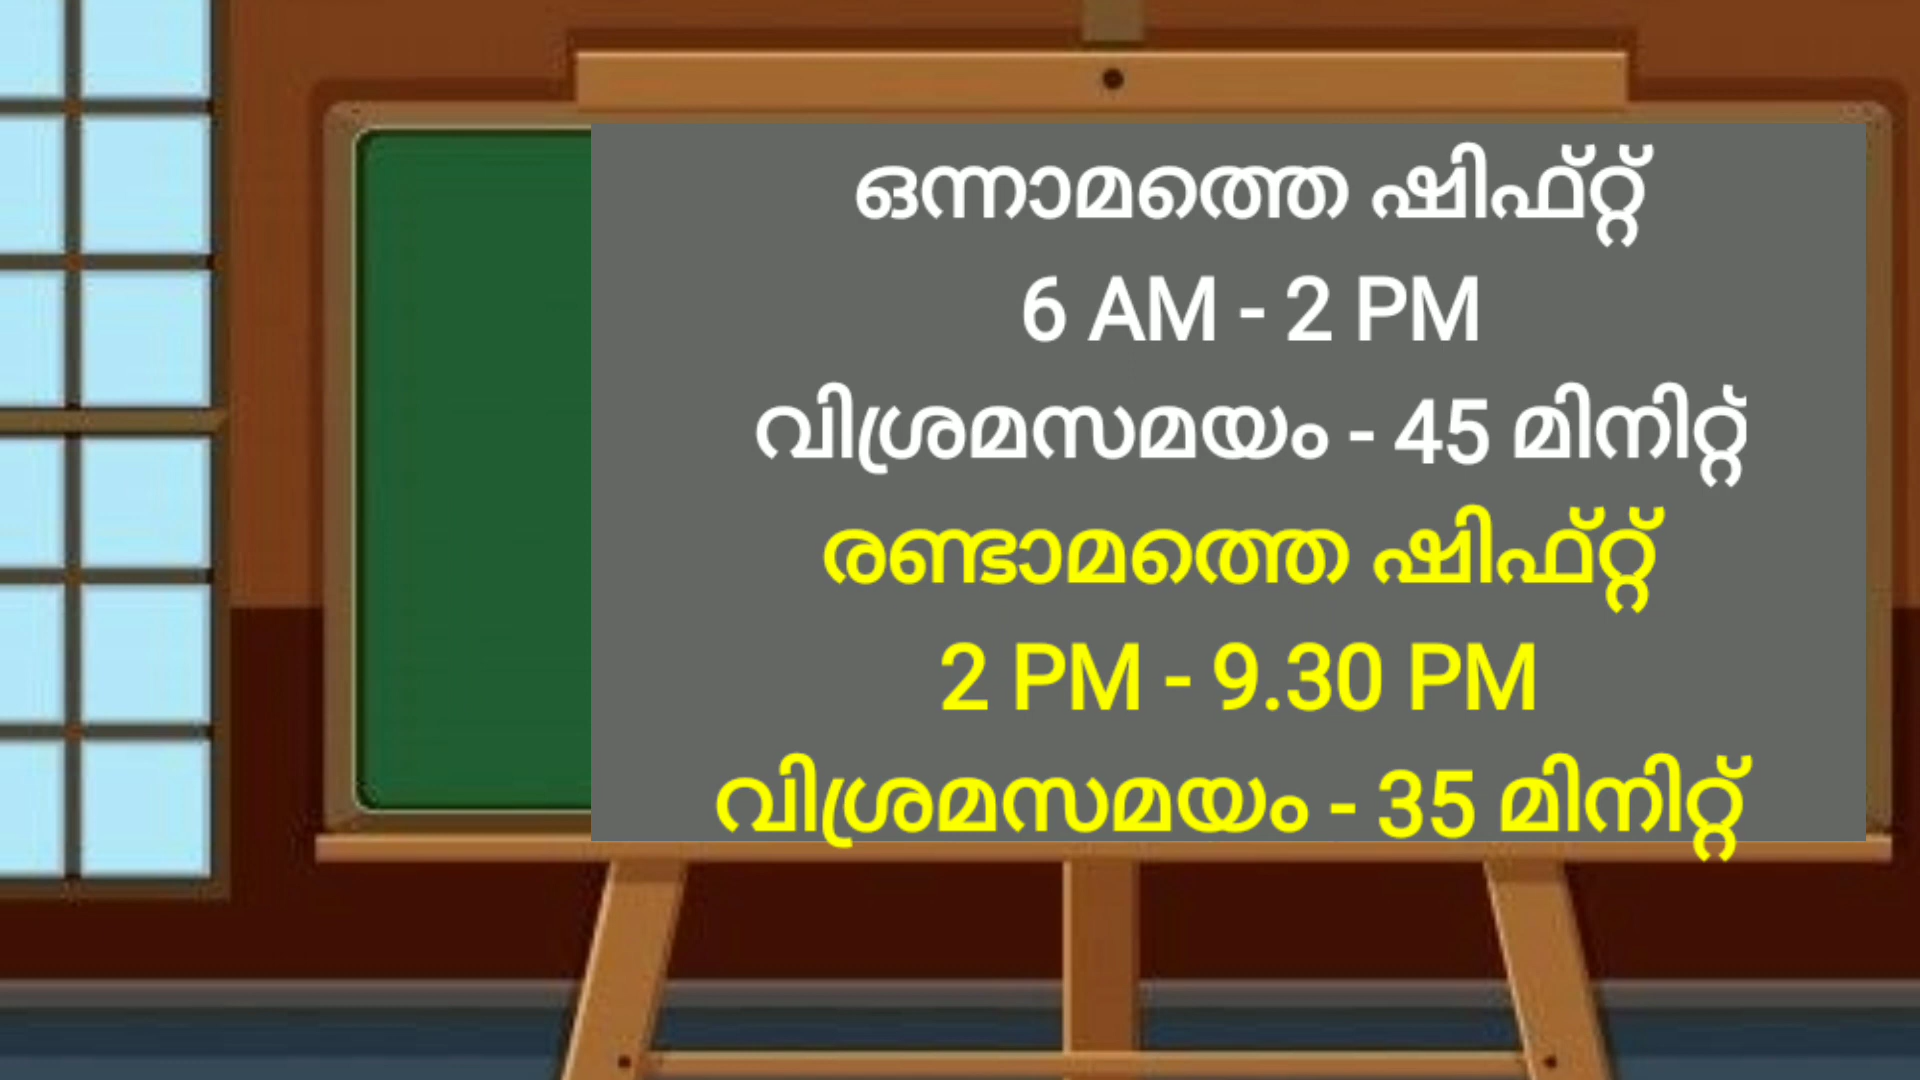 ഒന്നാമത്തെ ഷിഫ്റ്റ്
6 AM - 2 PM
വിശ്രമസമയം - 45 മിനിറ്റ്
രണ്ടാമത്തെ ഷിഫ്റ്റ്
2 PM - 9.30 PM
വിശ്രമസമയം - 35 മിനിറ്റ്